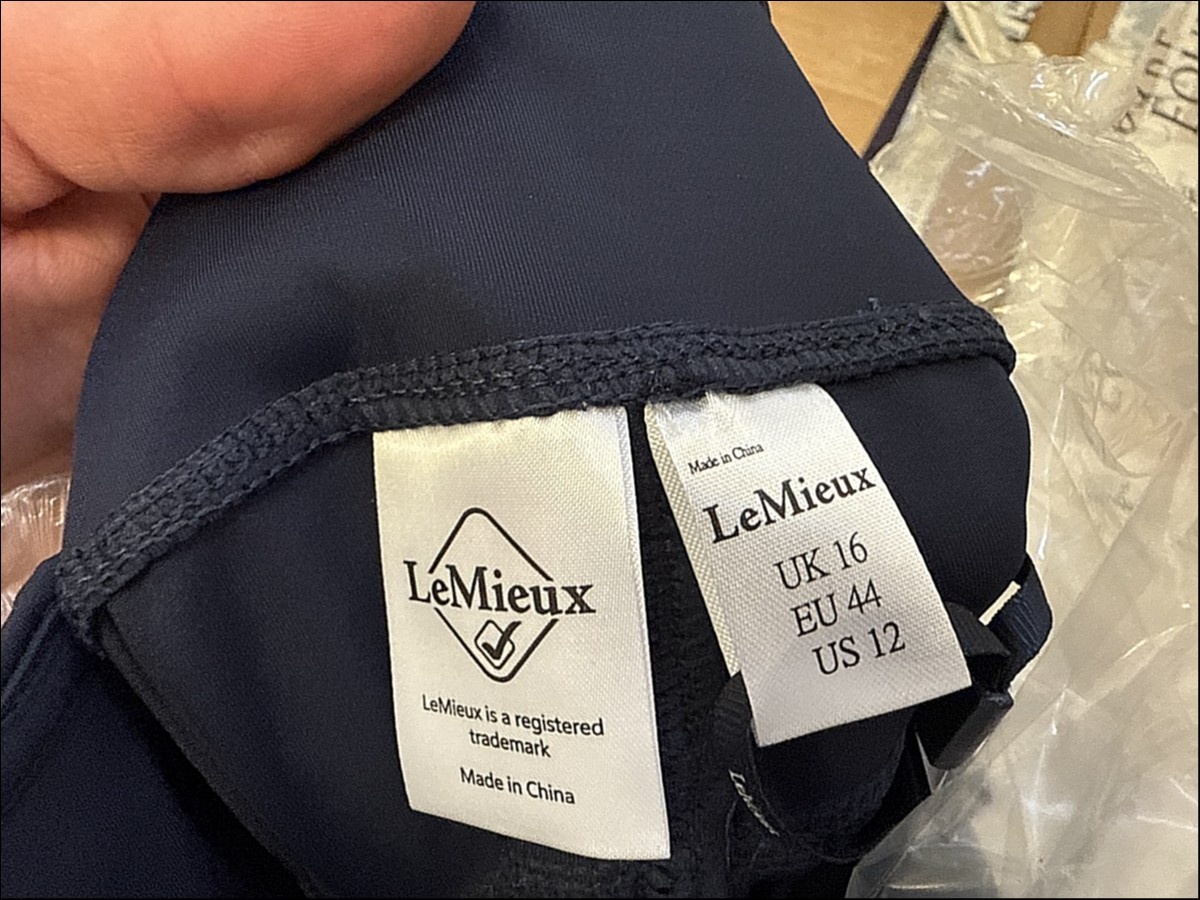 LeMieux
LeMieux is a registered
trademark
Made in China
Made in China
LeMieux
UK 16
EU 44
US 12